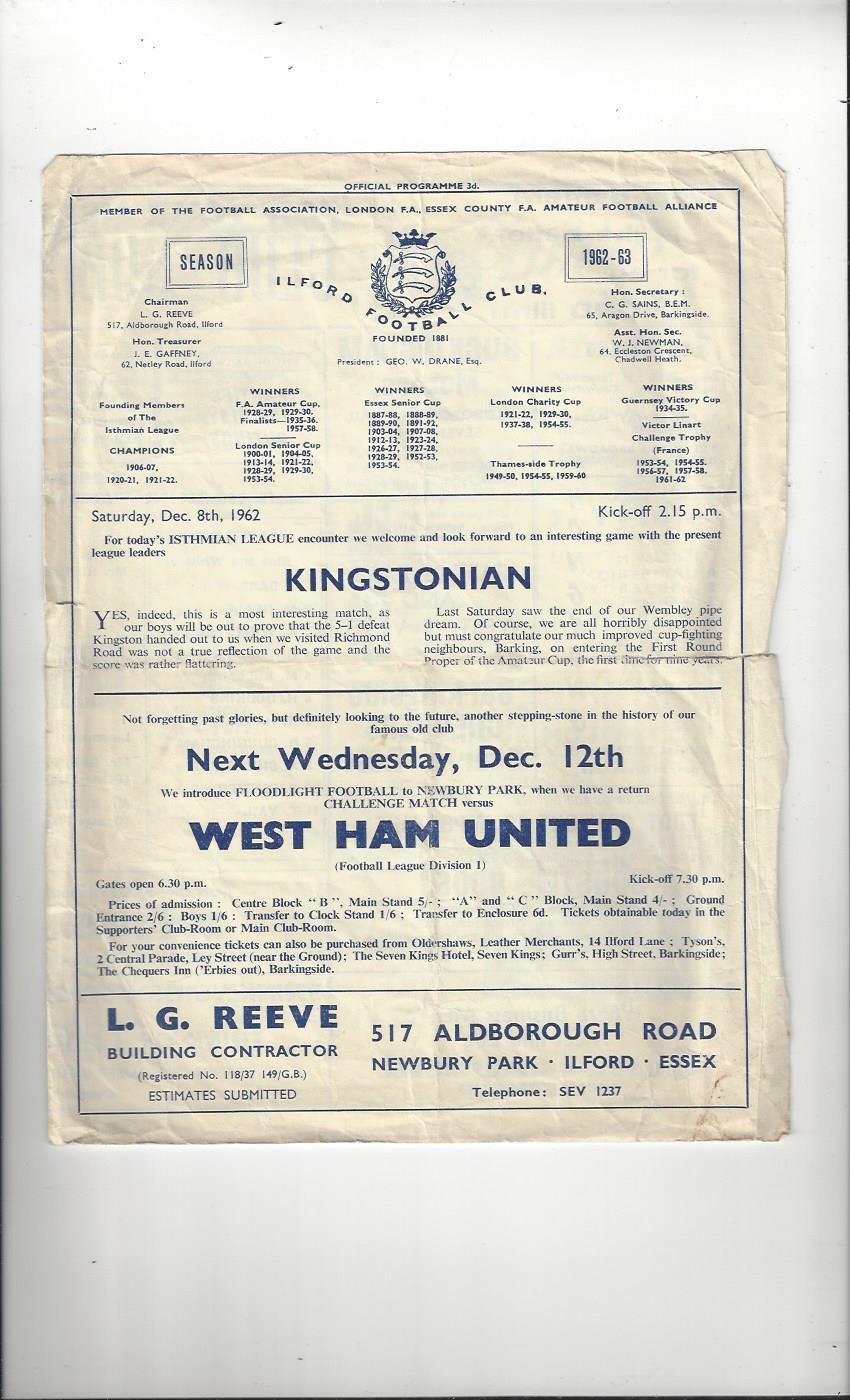 OFFICIAL PROGRAMME 3d.
MEMBER OF THE FOOTBALL ASSOCIATION, LONDON F.A., ESSEX COUNTY F.A. AMATEUR FOOTBALL ALLIANCE
SEASON
1962-63
ILFORD FOOTBALL CLUB.
FOUNDED 1881
President : GEO. W. DRANE, Esq.
Chairman
L. G. REEVE
517, Aldborough Road, Ilford
Hon. Treasurer
J. E. GAFFNEY,
62, Netley Road, Ilford
Hon. Secretary :
C. G. SAINS, B.E.M.
65, Aragon Drive, Barkingside.
Asst. Hon. Sec.
W. J. NEWMAN,
64, Eccleston Crescent,
Chadwell Heath.
Founding Members
of The
Isthmian League
CHAMPIONS
1906-07,
1920-21, 1921-22.
WINNERS
F.A. Amateur Cup,
1928-29, 1929-30,
Finalists—1935-36.
1957-58.
London Senior Cup
1900-01, 1904-05,
1913-14, 1921-22,
1928-29, 1929-30,
1953-54.
WINNERS
Essex Senior Cup
1887-88, 1888-89,
1889-90, 1891-92,
1903-04, 1907-08,
1912-13, 1923-24,
1926-27, 1927-28,
1928-29, 1952-53,
1953-54.
WINNERS
London Charity Cup
1921-22, 1929-30,
1937-38, 1954-55.
Thames-side Trophy
1949-50, 1954-55, 1959-60
WINNERS
Guernsey Victory Cup
1934-35.
Victor Linart
Challenge Trophy
(France)
1953-54, 1954-55.
1956-57, 1957-58.
1961-62
Saturday, Dec. 8th, 1962
Kick-off 2.15 p.m.
For today's ISTHMIAN LEAGUE encounter we welcome and look forward to an interesting game with the present
league leaders
KINGSTONIAN
YES, indeed, this is a most interesting match, as
our boys will be out to prove that the 5–1 defeat
Kingston handed out to us when we visited Richmond
Road was not a true reflection of the game and the
score was rather flattering.
Last Saturday saw the end of our Wembley pipe
dream. Of course, we are all horribly disappointed
but must congratulate our much improved cup-fighting
neighbours, Barking, on entering the First Round
Proper of the Amateur Cup, the first time for nine years.
Not forgetting past glories, but definitely looking to the future, another stepping-stone in the history of our
famous old club
Next Wednesday, Dec. 12th
We introduce FLOODLIGHT FOOTBALL to NEWBURY PARK, when we have a return
CHALLENGE MATCH versus
WEST HAM UNITED
(Football League Division 1)
Gates open 6.30 p.m.
Kick-off 7.30 p.m.
Prices of admission : Centre Block “ B ”, Main Stand 5/- ; “A” and “ C ” Block, Main Stand 4/- ; Ground
Entrance 2/6 : Boys 1/6 : Transfer to Clock Stand 1/6 ; Transfer to Enclosure 6d. Tickets obtainable today in the
Supporters' Club-Room or Main Club-Room.
For your convenience tickets can also be purchased from Oldershaws, Leather Merchants, 14 Ilford Lane ; Tyson's,
2 Central Parade, Ley Street (near the Ground); The Seven Kings Hotel, Seven Kings; Gurr's, High Street, Barkingside;
The Chequers Inn ('Erbies out), Barkingside.
L. G. REEVE
BUILDING CONTRACTOR
(Registered No. 118/37 149/G.B.)
ESTIMATES SUBMITTED
517 ALDBOROUGH ROAD
NEWBURY PARK · ILFORD · ESSEX
Telephone: SEV 1237